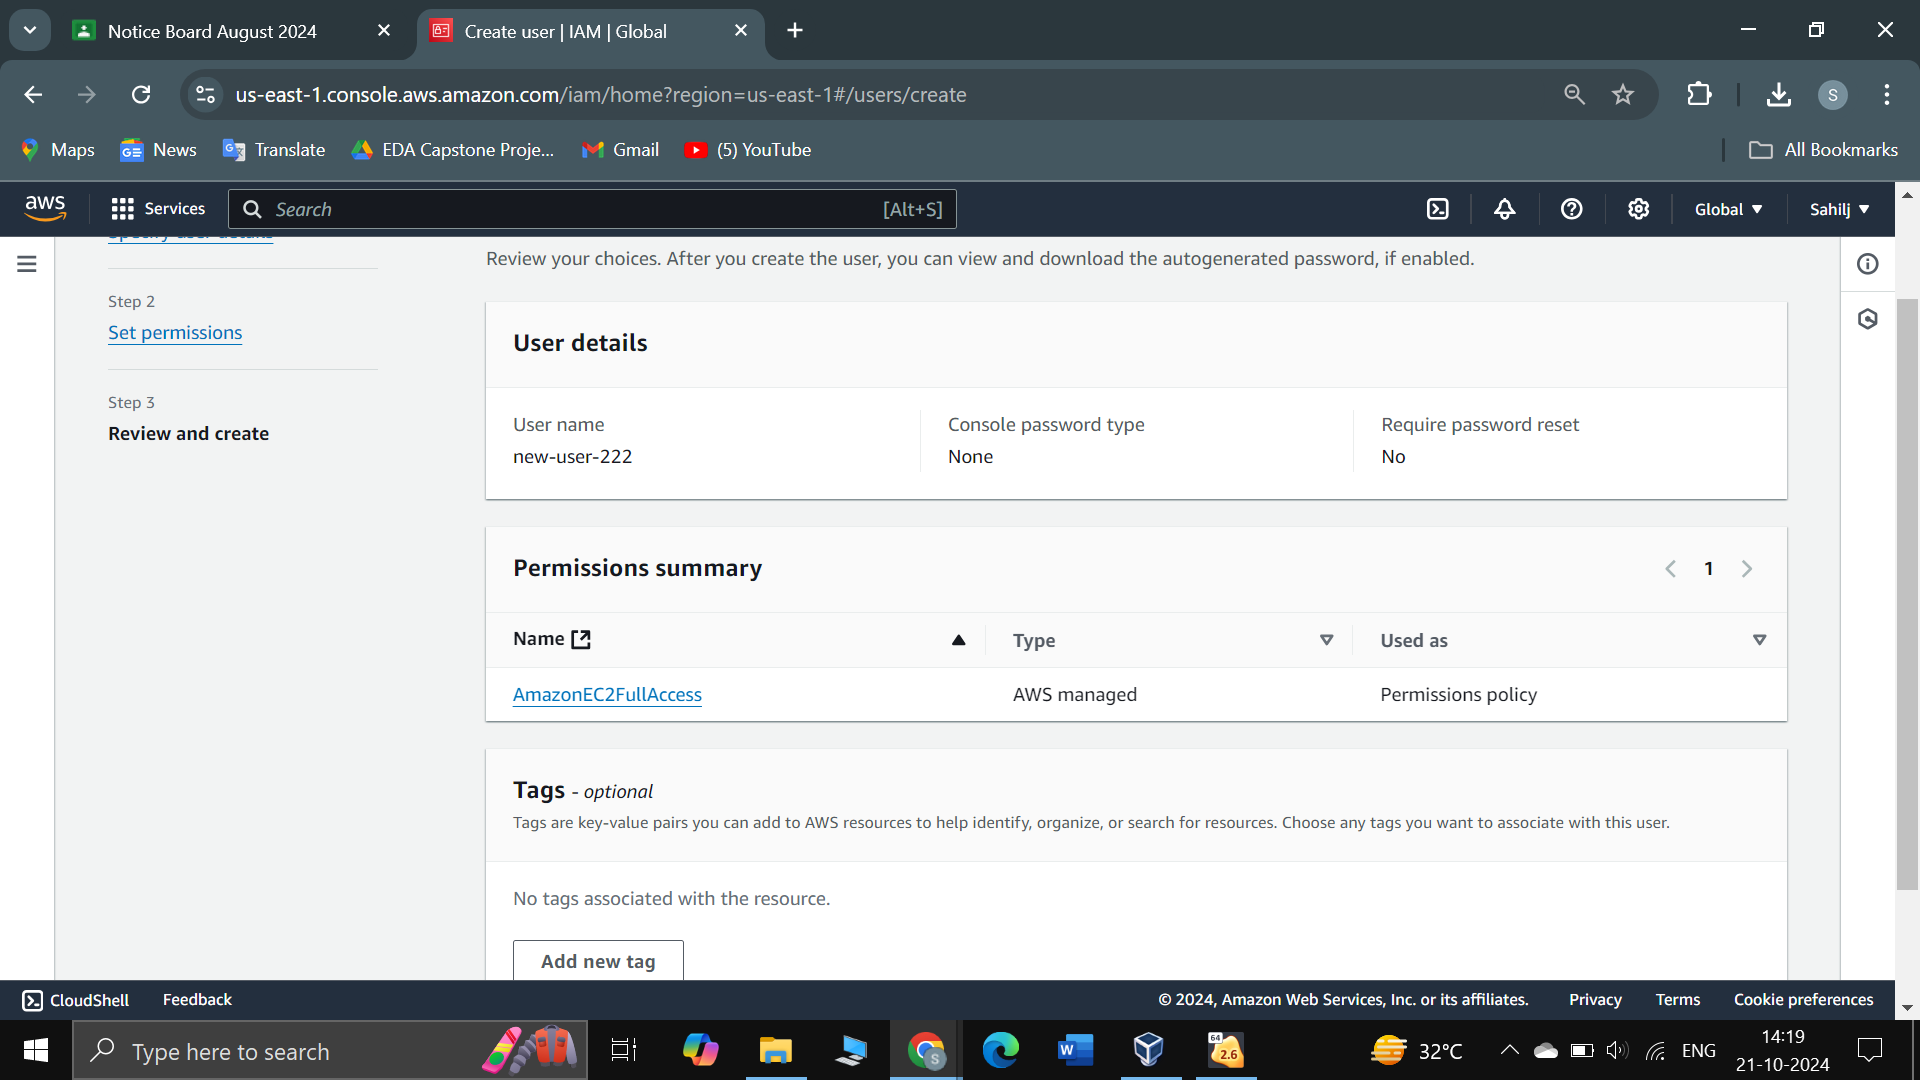 Notice Board August 2024
Create user | IAM | Global
us-east-1.console.aws.amazon.com/iam/home?region=us-east-1#/users/create
S
Maps
News
Translate
EDA Capstone Proje...
Gmail
(5) YouTube
All Bookmarks
aws
Services
Search
[Alt+S]
Global
Sahilj
Specify user details
Step 2
Set permissions
Step 3
Review and create
Review your choices. After you create the user, you can view and download the autogenerated password, if enabled.
User details
User name
new-user-222
Console password type
None
Require password reset
No
Permissions summary
1
Name
Type
Used as
AmazonEC2FullAccess
AWS managed
Permissions policy
Tags - optional
Tags are key-value pairs you can add to AWS resources to help identify, organize, or search for resources. Choose any tags you want to associate with this user.
No tags associated with the resource.
Add new tag
CloudShell
Feedback
© 2024, Amazon Web Services, Inc. or its affiliates.
Privacy
Terms
Cookie preferences
Type here to search
S
W
64
2.6
32°C
ENG
14:19
21-10-2024